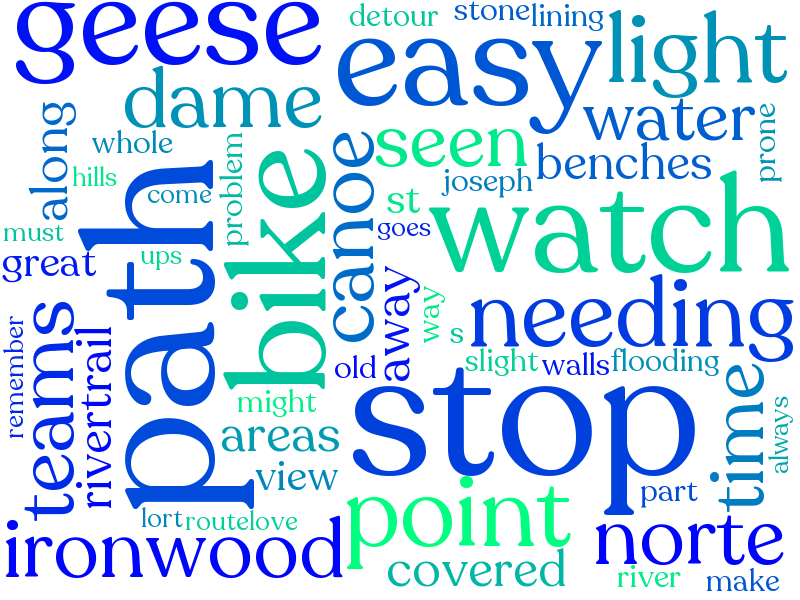 geese
detour
stone
lining
easy
light
dame
water
whole
along
seen
benches
prone
hills
come
problem
canoe
joseph
st
watch
must
goes
path
bike
great
ups
away
way
s
needing
teams
remember
rivertrail
old
slight
walls
flooding
might
stop
time
always
areas
view
part
lort
route
love
point
ironwood
norte
covered
river
make